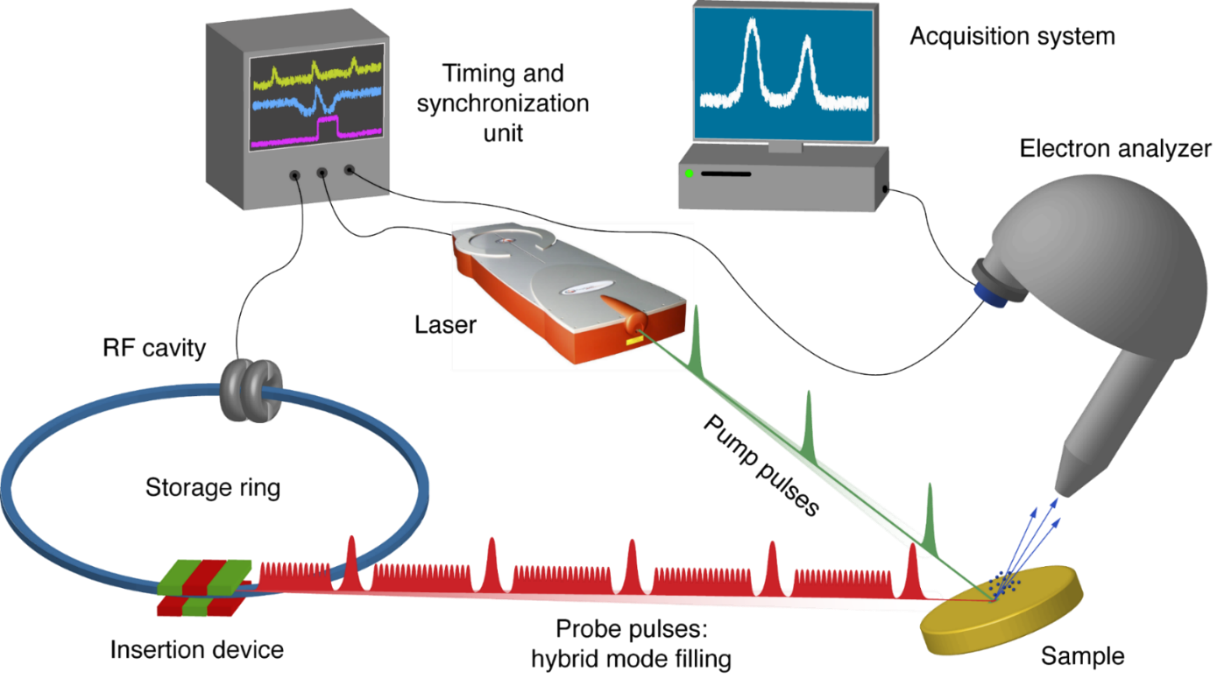 Timing and
synchronization
unit
Acquisition system
Electron analyzer
Laser
RF cavity
Pump pulses
Storage ring
Insertion device
Probe pulses:
hybrid mode filling
Sample